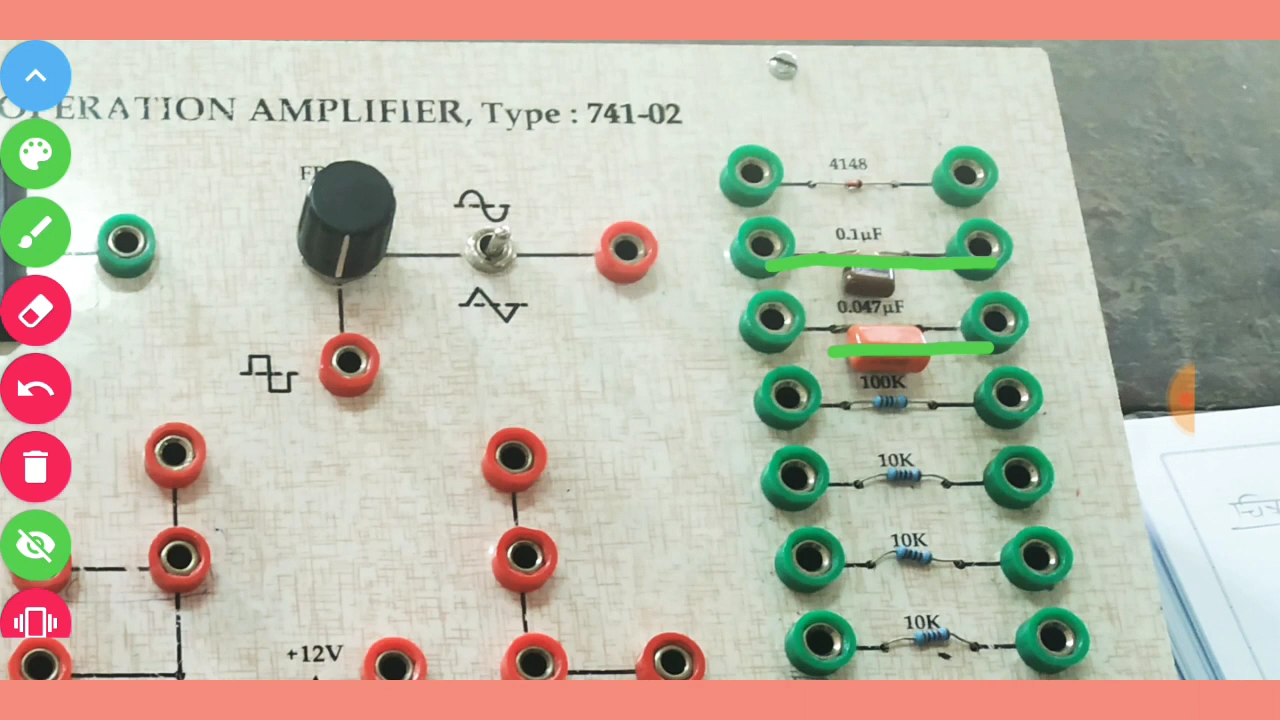 OPERATION AMPLIFIER, Type : 741-02
4148
0.1µF
0.047µF
100K
10K
10K
10K
+12V